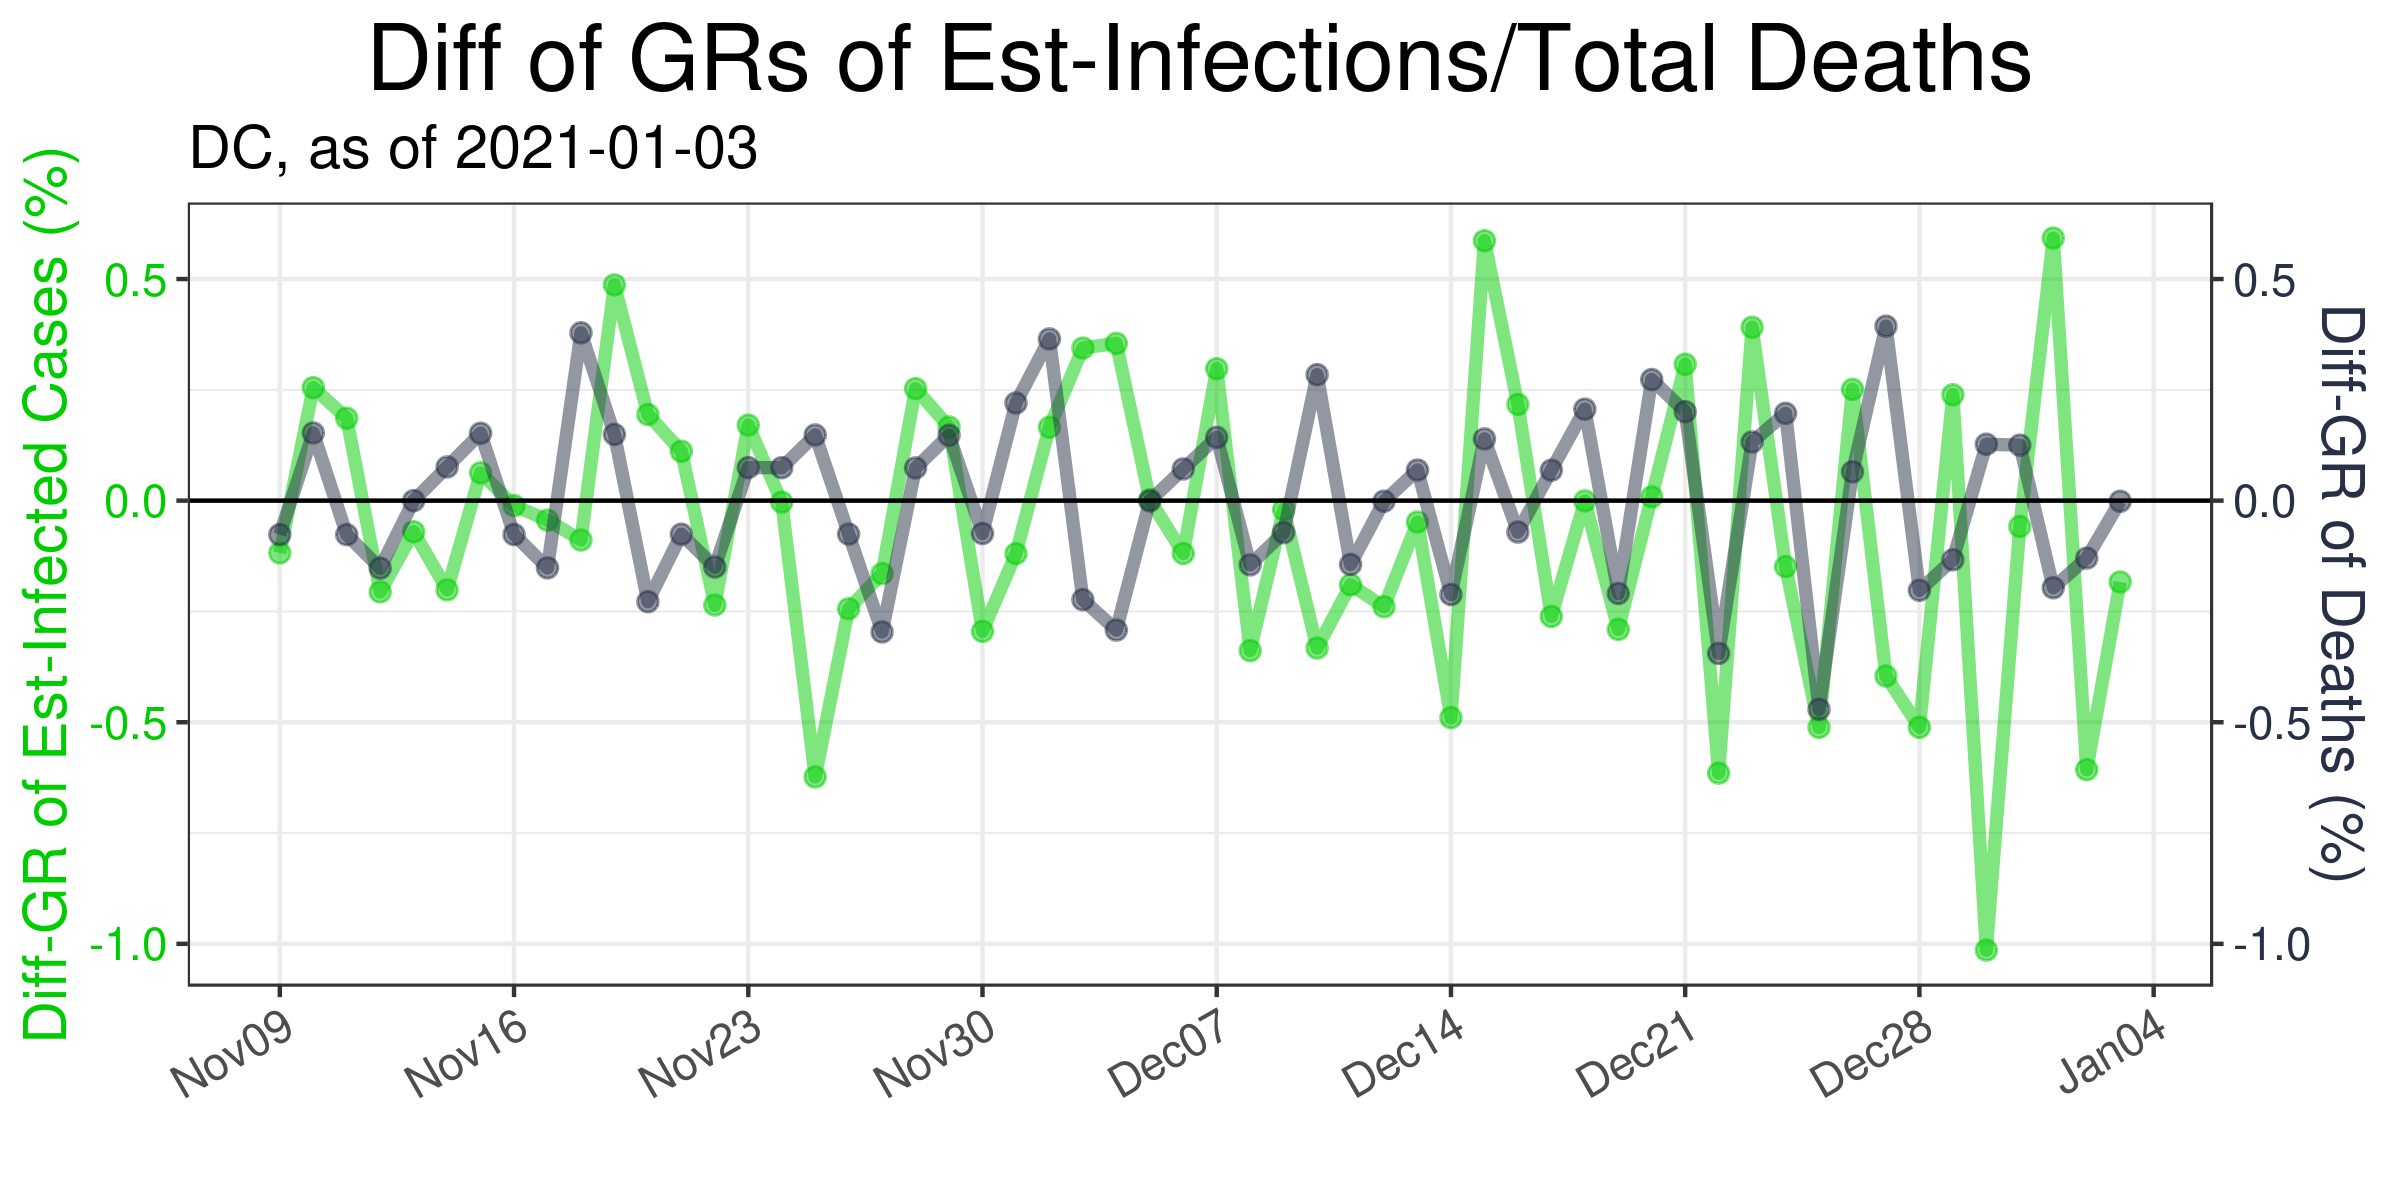 Diff of GRs of Est-Infections/Total Deaths
DC, as of 2021-01-03
Diff-GR of Est-Infected Cases (%)
0.5
0.0
-0.5
-1.0
0.5
0.0
-0.5
-1.0
Diff-GR of Deaths (%)
Nov09
Nov16
Nov23
Nov30
Dec07
Dec14
Dec21
Dec28
Jan04